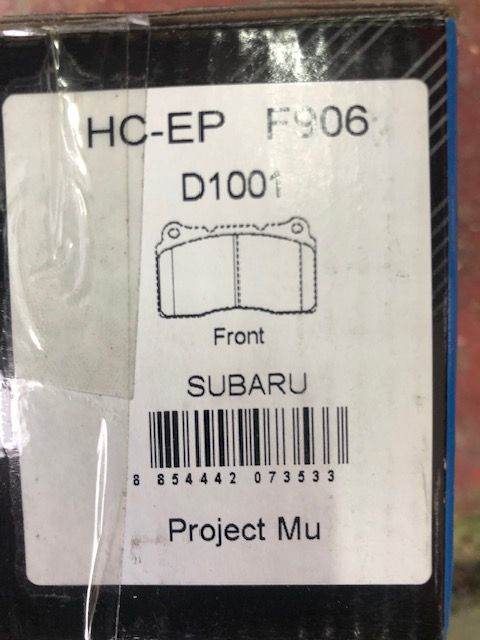 HC-EP F906
D1001
Front
SUBARU
8 854442 073533
Project Mu